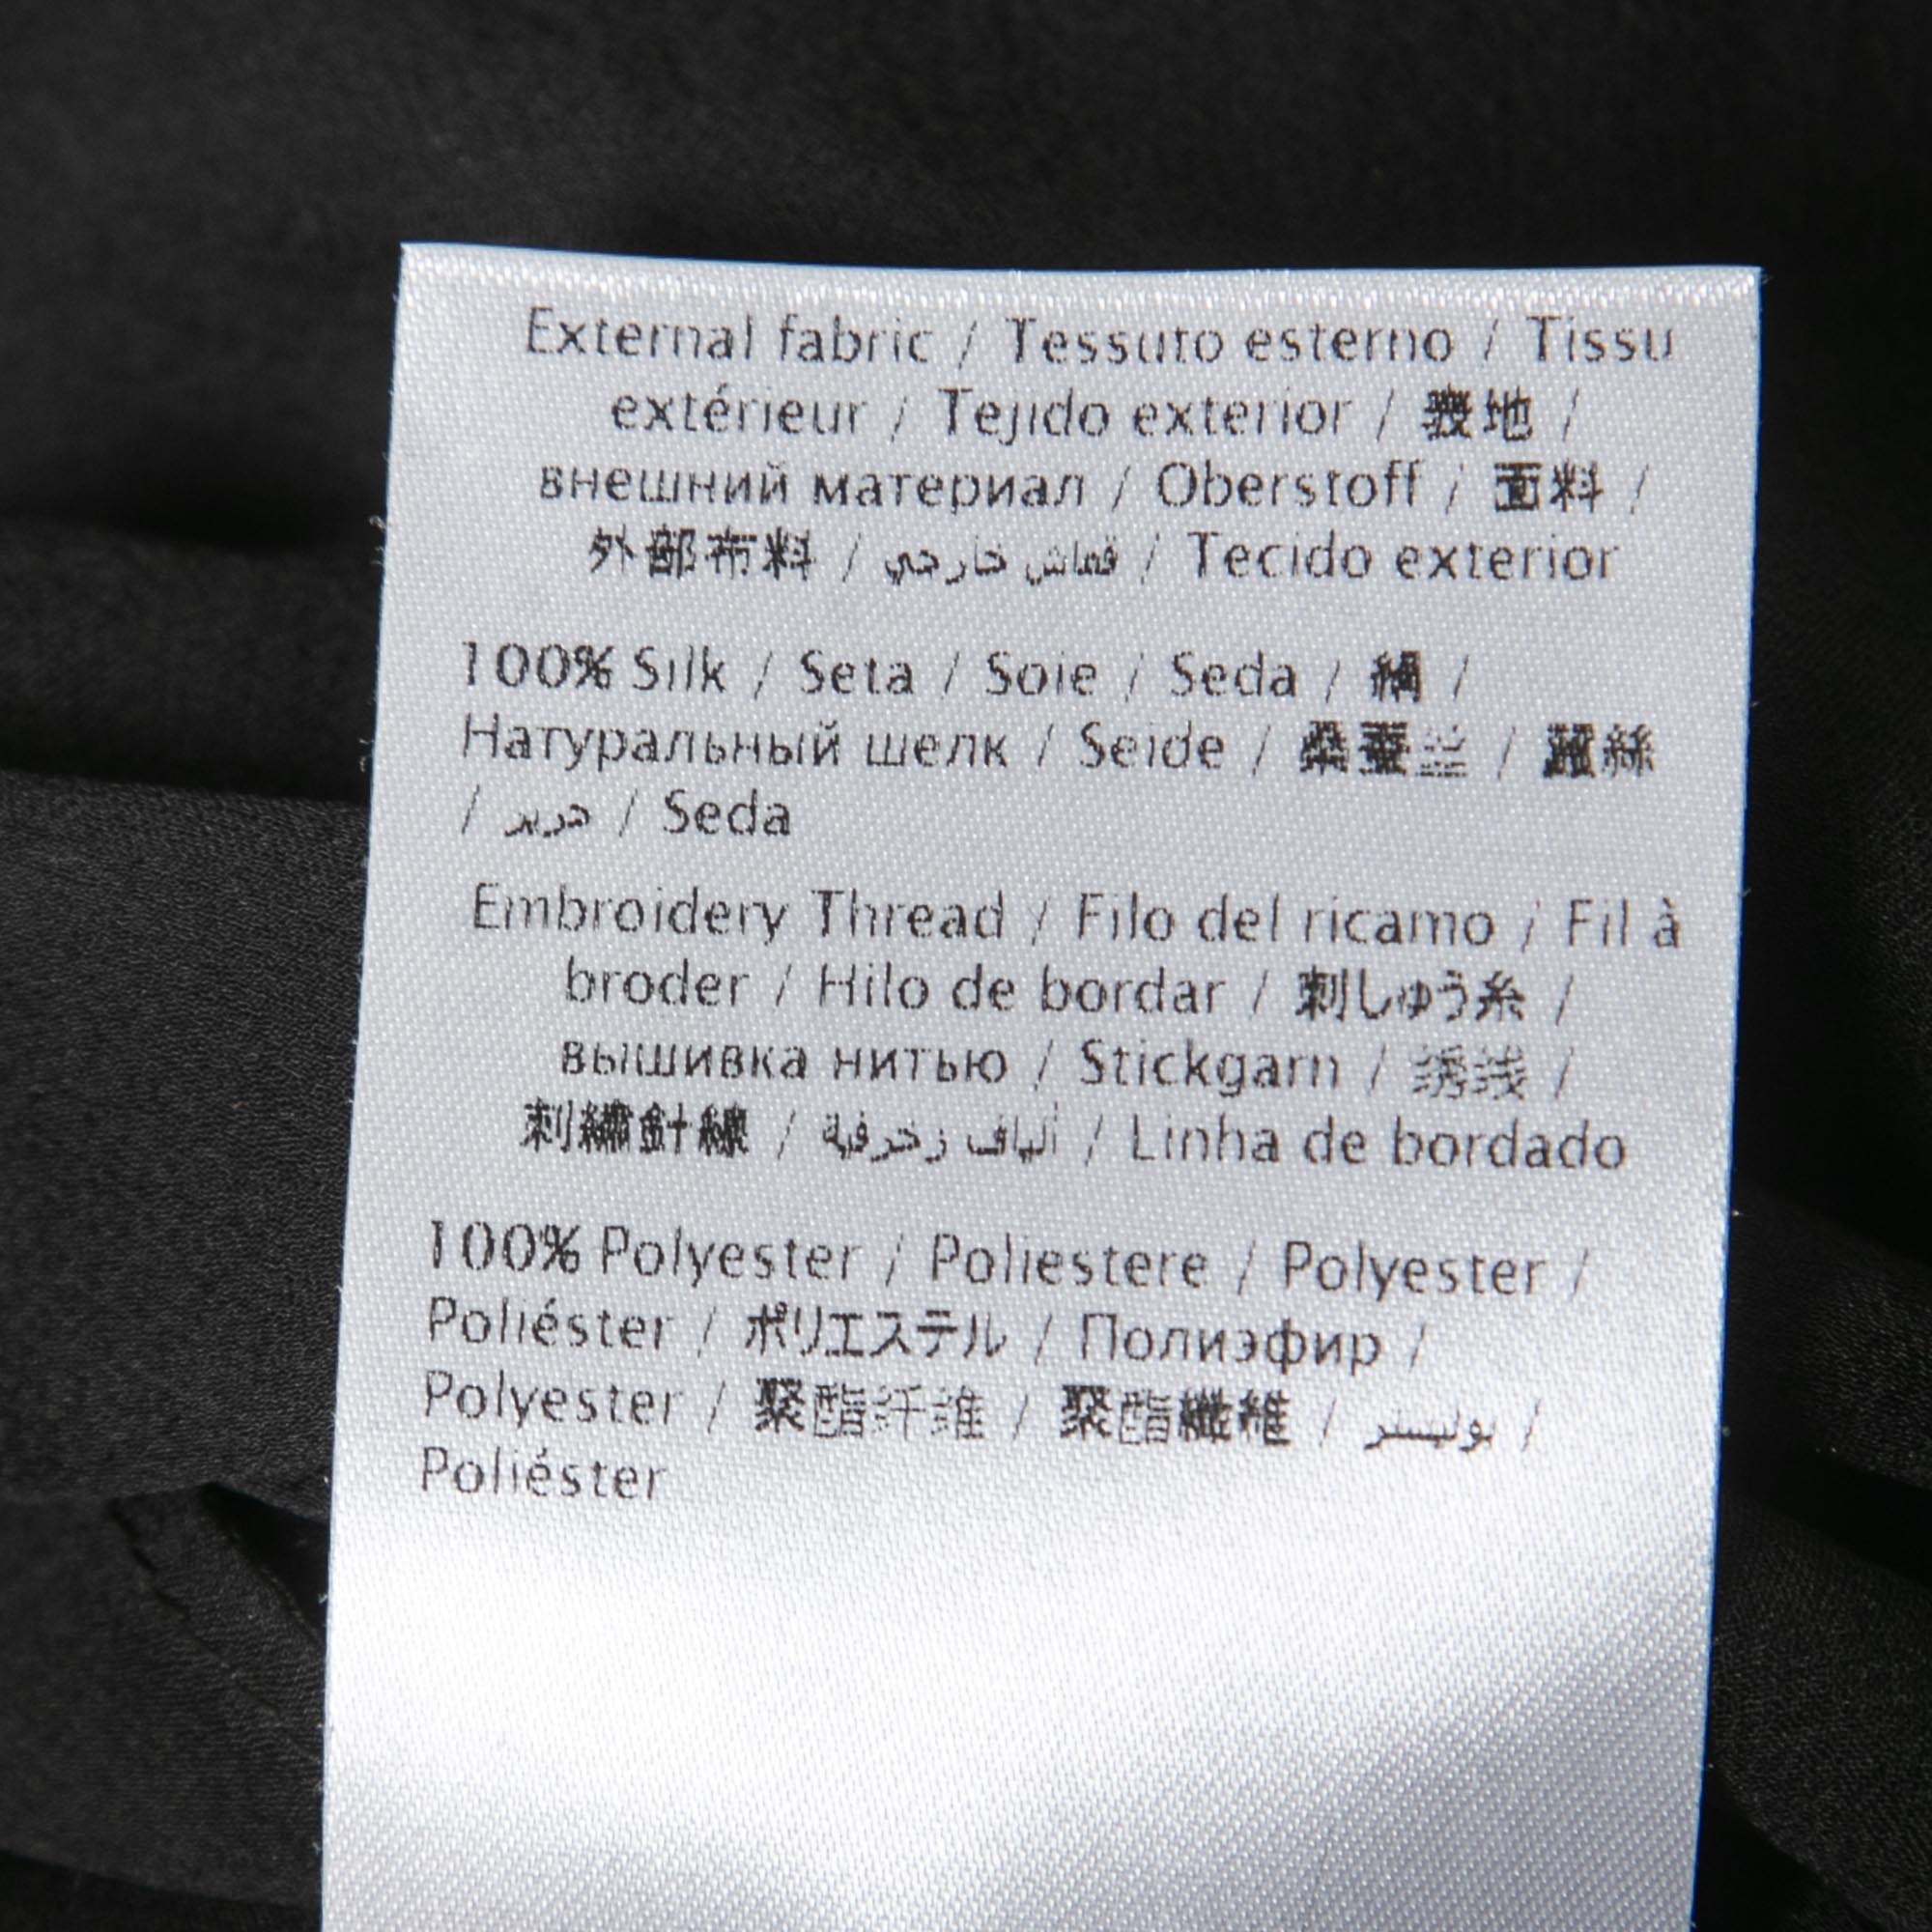 External fabric / Tessuto esterno / Tissu
extérieur / Tejido exterior / 表地 /
внешний материал / Oberstoff / 面料 /
外部布料 / قماش خارجي / Tecido exterior
100% Silk / Seta / Soie / Seda / 絹 /
Натуральный шелк / Seide / 桑蚕丝 / 蠶絲
/ حرير / Seda
Embroidery Thread / Filo del ricamo / Fil à
broder / Hilo de bordar / 刺しゅう糸 /
вышивка нитью / Stickgarn / 绣线 /
刺繡針線 / ألياف زخرفية / Linha de bordado
100% Polyester / Poliestere / Polyester /
Poliéster / ポリエステル / Полиэфир /
Polyester / 聚酯纤维 / 聚酯纖維 / بوليستر /
Poliéster